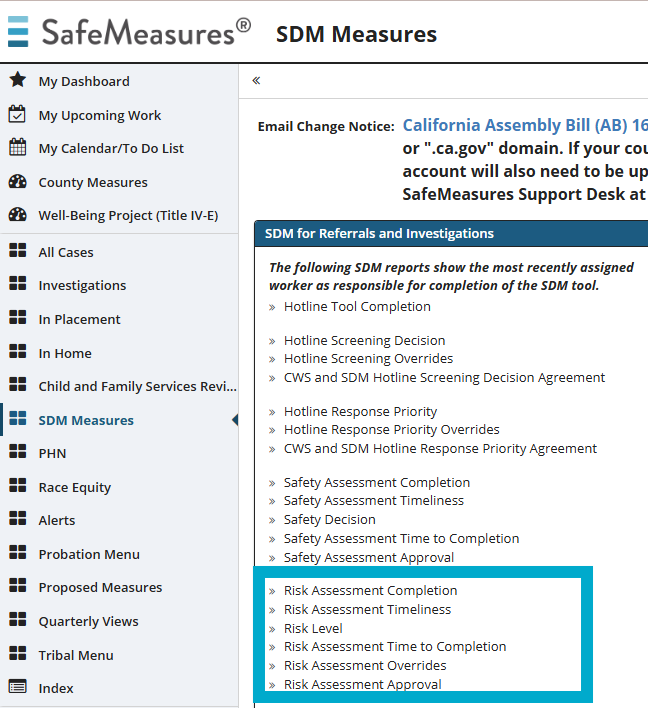 SafeMeasures® SDM Measures
My Dashboard
My Upcoming Work
My Calendar/To Do List
County Measures
Well-Being Project (Title IV-E)
All Cases
Investigations
In Placement
In Home
Child and Family Services Revi...
SDM Measures
PHN
Race Equity
Alerts
Probation Menu
Proposed Measures
Quarterly Views
Tribal Menu
Index
«
Email Change Notice: California Assembly Bill (AB) 16
or ".ca.gov" domain. If your cou
account will also need to be up
SafeMeasures Support Desk at
SDM for Referrals and Investigations
The following SDM reports show the most recently assigned
worker as responsible for completion of the SDM tool.
» Hotline Tool Completion
» Hotline Screening Decision
» Hotline Screening Overrides
» CWS and SDM Hotline Screening Decision Agreement
» Hotline Response Priority
» Hotline Response Priority Overrides
» CWS and SDM Hotline Response Priority Agreement
» Safety Assessment Completion
» Safety Assessment Timeliness
» Safety Decision
» Safety Assessment Time to Completion
» Safety Assessment Approval
» Risk Assessment Completion
» Risk Assessment Timeliness
» Risk Level
» Risk Assessment Time to Completion
» Risk Assessment Overrides
» Risk Assessment Approval